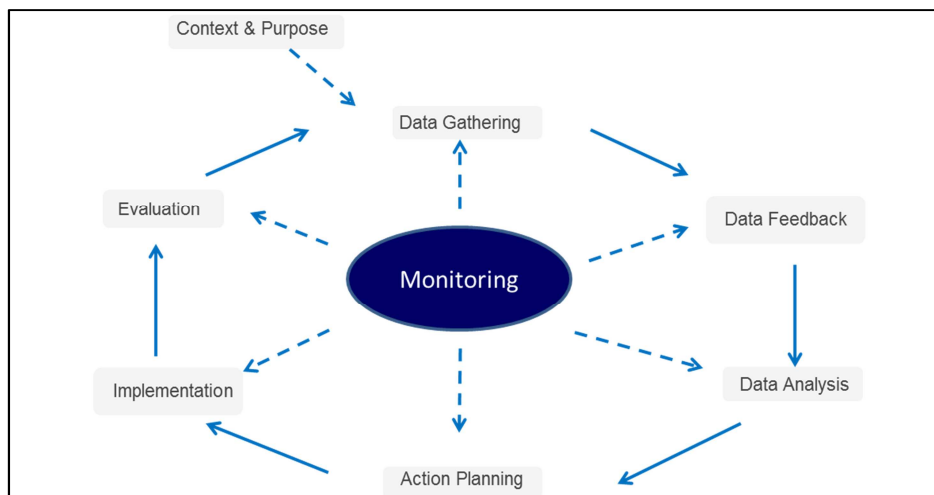 Context & Purpose
Data Gathering
Evaluation
Data Feedback
Monitoring
Implementation
Data Analysis
Action Planning